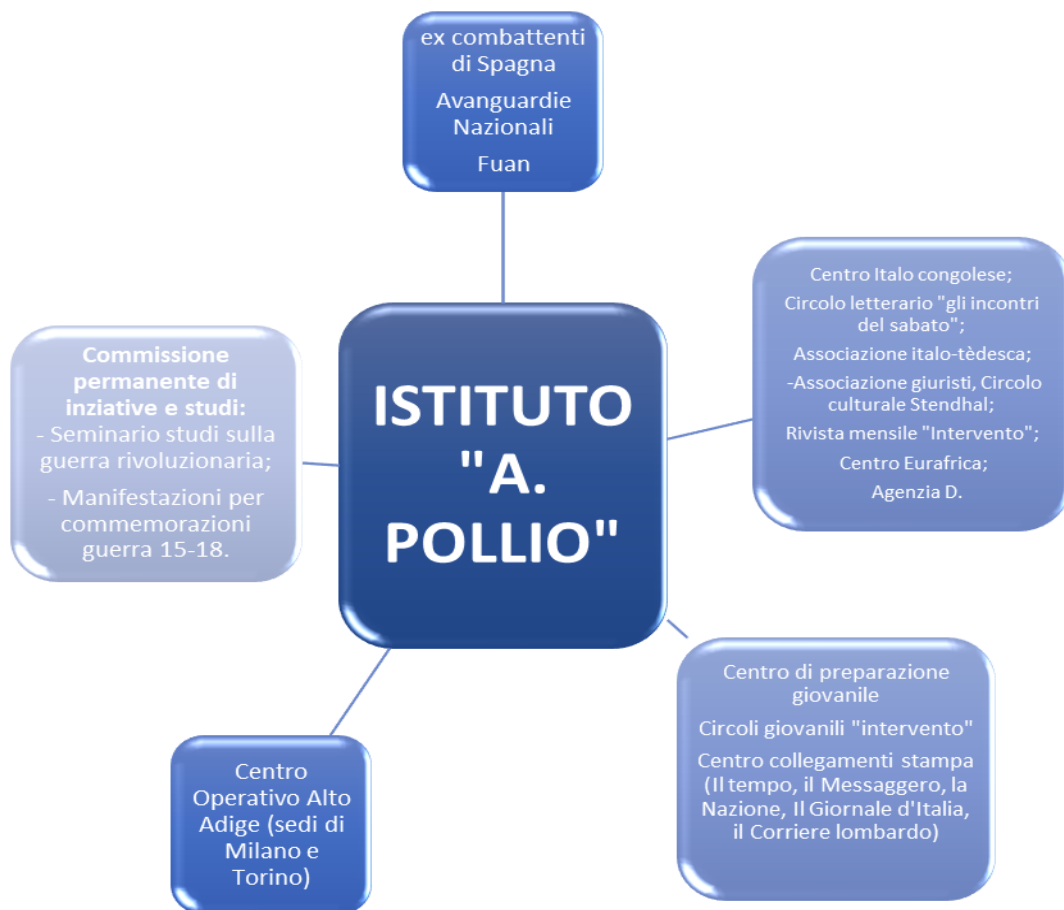 ex combattenti
di Spagna
Avanguardie
Nazionali
Fuan
Centro Italo congolese;
Circolo letterario "gli incontri
del sabato";
Associazione italo-tèdesca;
-Associazione giuristi, Circolo
culturale Stendhal;
Rivista mensile "Intervento";
Centro Eurafrica;
Agenzia D.
Commissione
permanente di
inziative e studi:
- Seminario studi sulla
guerra rivoluzionaria;
- Manifestazioni per
commemorazioni
guerra 15-18.
ISTITUTO
"A.
POLLIO"
Centro di preparazione
giovanile
Circoli giovanili "intervento"
Centro collegamenti stampa
(Il tempo, il Messaggero, la
Nazione, Il Giornale d'Italia,
il Corriere lombardo)
Centro
Operativo Alto
Adige (sedi di
Milano e
Torino)